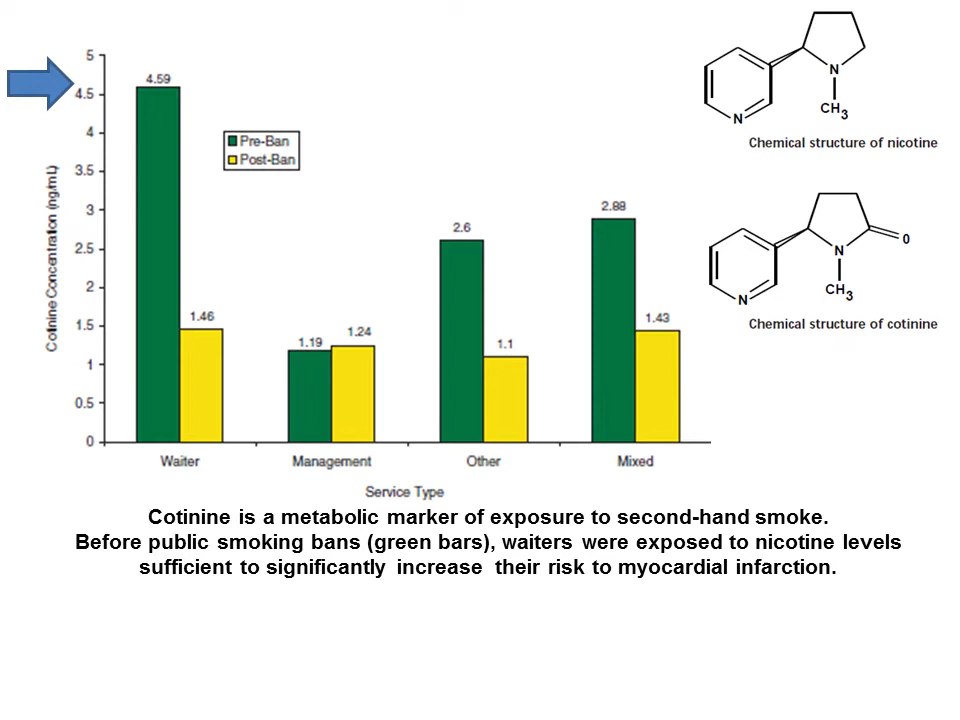 5
4.5
4
3.5
3
2.5
2
1.5
1
0.5
0
Cotinine Concentration (ng/mL)
Pre-Ban
Post-Ban
4.59
1.46
1.19
1.24
2.6
1.1
2.88
1.43
Waiter
Management
Other
Mixed
Service Type
N
N
CH3
Chemical structure of nicotine
O
N
N
CH3
Chemical structure of cotinine
Cotinine is a metabolic marker of exposure to second-hand smoke.
Before public smoking bans (green bars), waiters were exposed to nicotine levels
sufficient to significantly increase their risk to myocardial infarction.